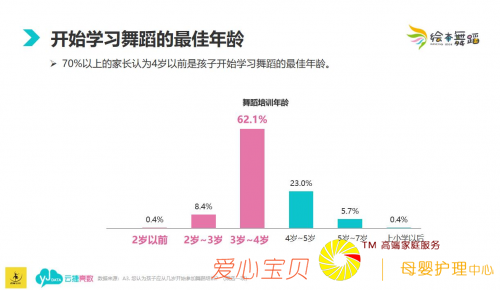 开始学习舞蹈的最佳年龄
绘本舞蹈
➤ 70%以上的家长认为4岁以前是孩子开始学习舞蹈的最佳年龄。
舞蹈培训年龄
0.4% 8.4% 62.1% 23.0% 5.7% 0.4%
2岁以前 2岁~3岁 3岁~4岁 4岁~5岁 5岁~7岁 上小学以后
TM 高端家庭服务
爱心宝贝 母婴护理中心